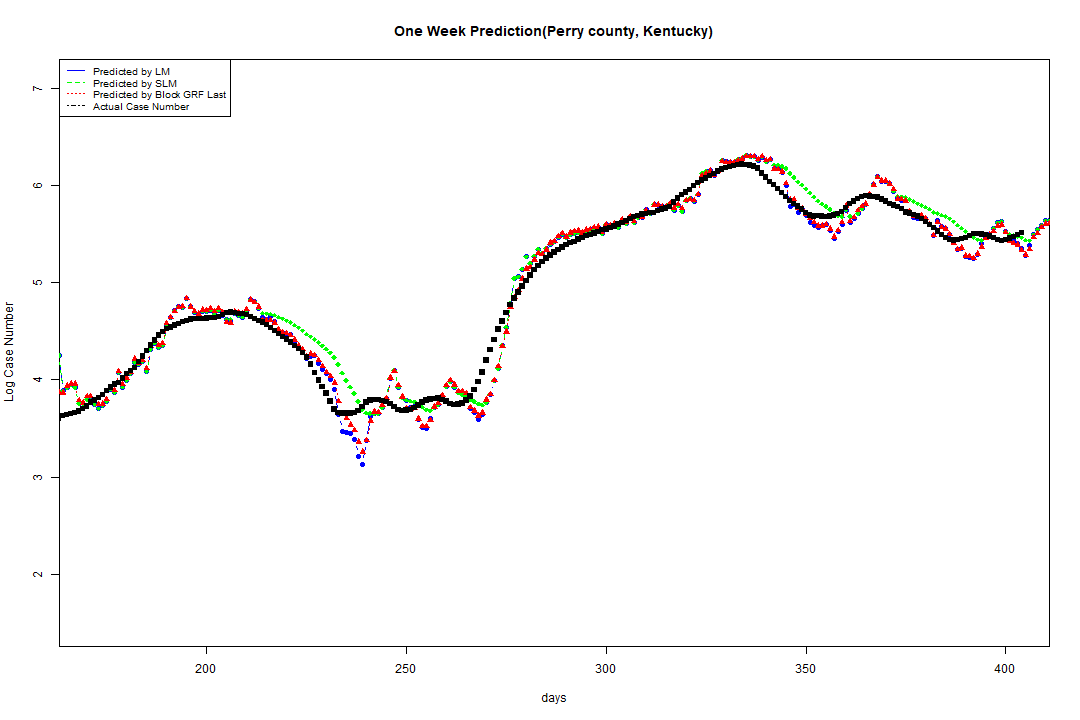 One Week Prediction(Perry county, Kentucky)
Predicted by LM
Predicted by SLM
Predicted by Block GRF Last
Actual Case Number
7
6
5
4
3
2
Log Case Number
200 250 300 350 400
days